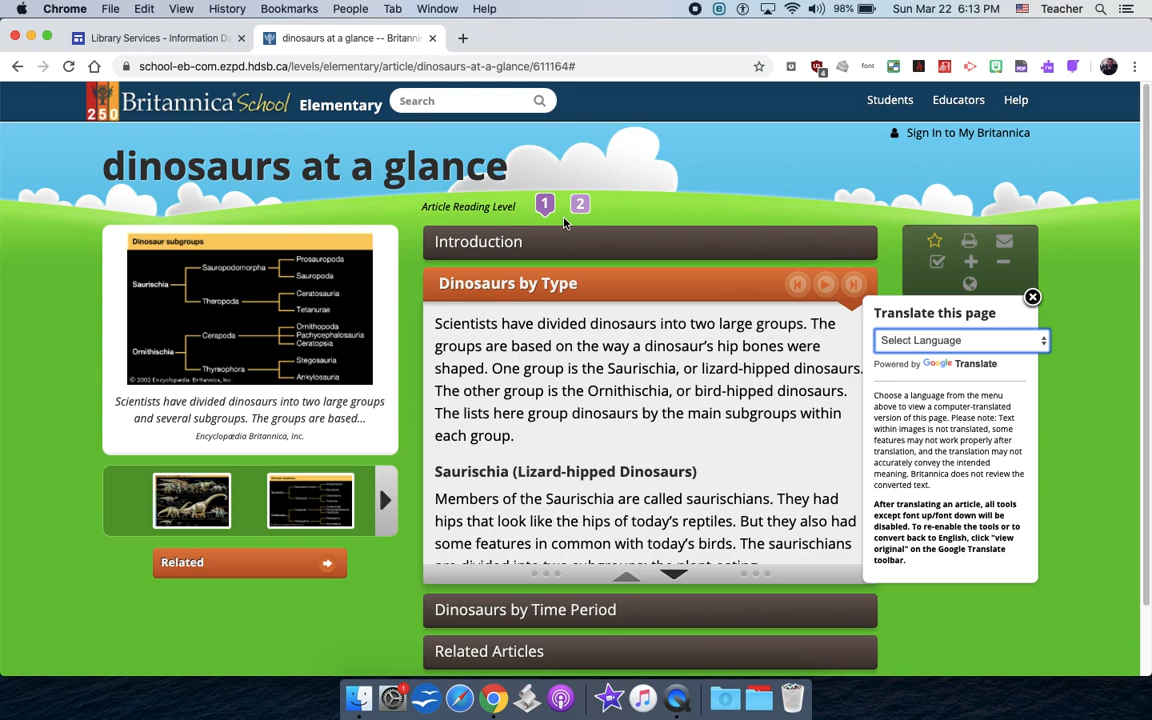 Chrome File Edit View History Bookmarks People Tab Window Help 98% Sun Mar 22 6:13 PM Teacher
Library Services - Information Da
dinosaurs at a glance -- Britanni
school-eb-com.ezpd.hdsb.ca/levels/elementary/article/dinosaurs-at-a-glance/611164#
4
font
PDF
250
Britannica School Elementary
Search
Students Educators Help
Sign In to My Britannica
dinosaurs at a glance
Article Reading Level 1 2
Dinosaur subgroups
Saurischia
Sauropodomorpha
Prosauropoda
Sauropoda
Theropoda
Ceratosauria
Tetanurae
Ornithischia
Cerapoda
Ornithopoda
Pachycephalosauria
Ceratopsia
Thyreophora
Stegosauria
Ankylosauria
© 2002 Encyclopædia Britannica, Inc.
Scientists have divided dinosaurs into two large groups
and several subgroups. The groups are based...
Encyclopædia Britannica, Inc.
Related
Introduction
Dinosaurs by Type
Scientists have divided dinosaurs into two large groups. The
groups are based on the way a dinosaur's hip bones were
shaped. One group is the Saurischia, or lizard-hipped dinosaurs.
The other group is the Ornithischia, or bird-hipped dinosaurs.
The lists here group dinosaurs by the main subgroups within
each group.
Saurischia (Lizard-hipped Dinosaurs)
Members of the Saurischia are called saurischians. They had
hips that look like the hips of today's reptiles. But they also had
some features in common with today's birds. The saurischians
are divided into two subgroups: the plant-eating
Dinosaurs by Time Period
Related Articles
Translate this page
Select Language
Powered by Google Translate
Choose a language from the menu
above to view a computer-translated
version of this page. Please note: Text
within images is not translated, some
features may not work properly after
translation, and the translation may not
accurately convey the intended
meaning. Britannica does not review the
converted text.
After translating an article, all tools
except font up/font down will be
disabled. To re-enable the tools or to
convert back to English, click "view
original" on the Google Translate
toolbar.
1